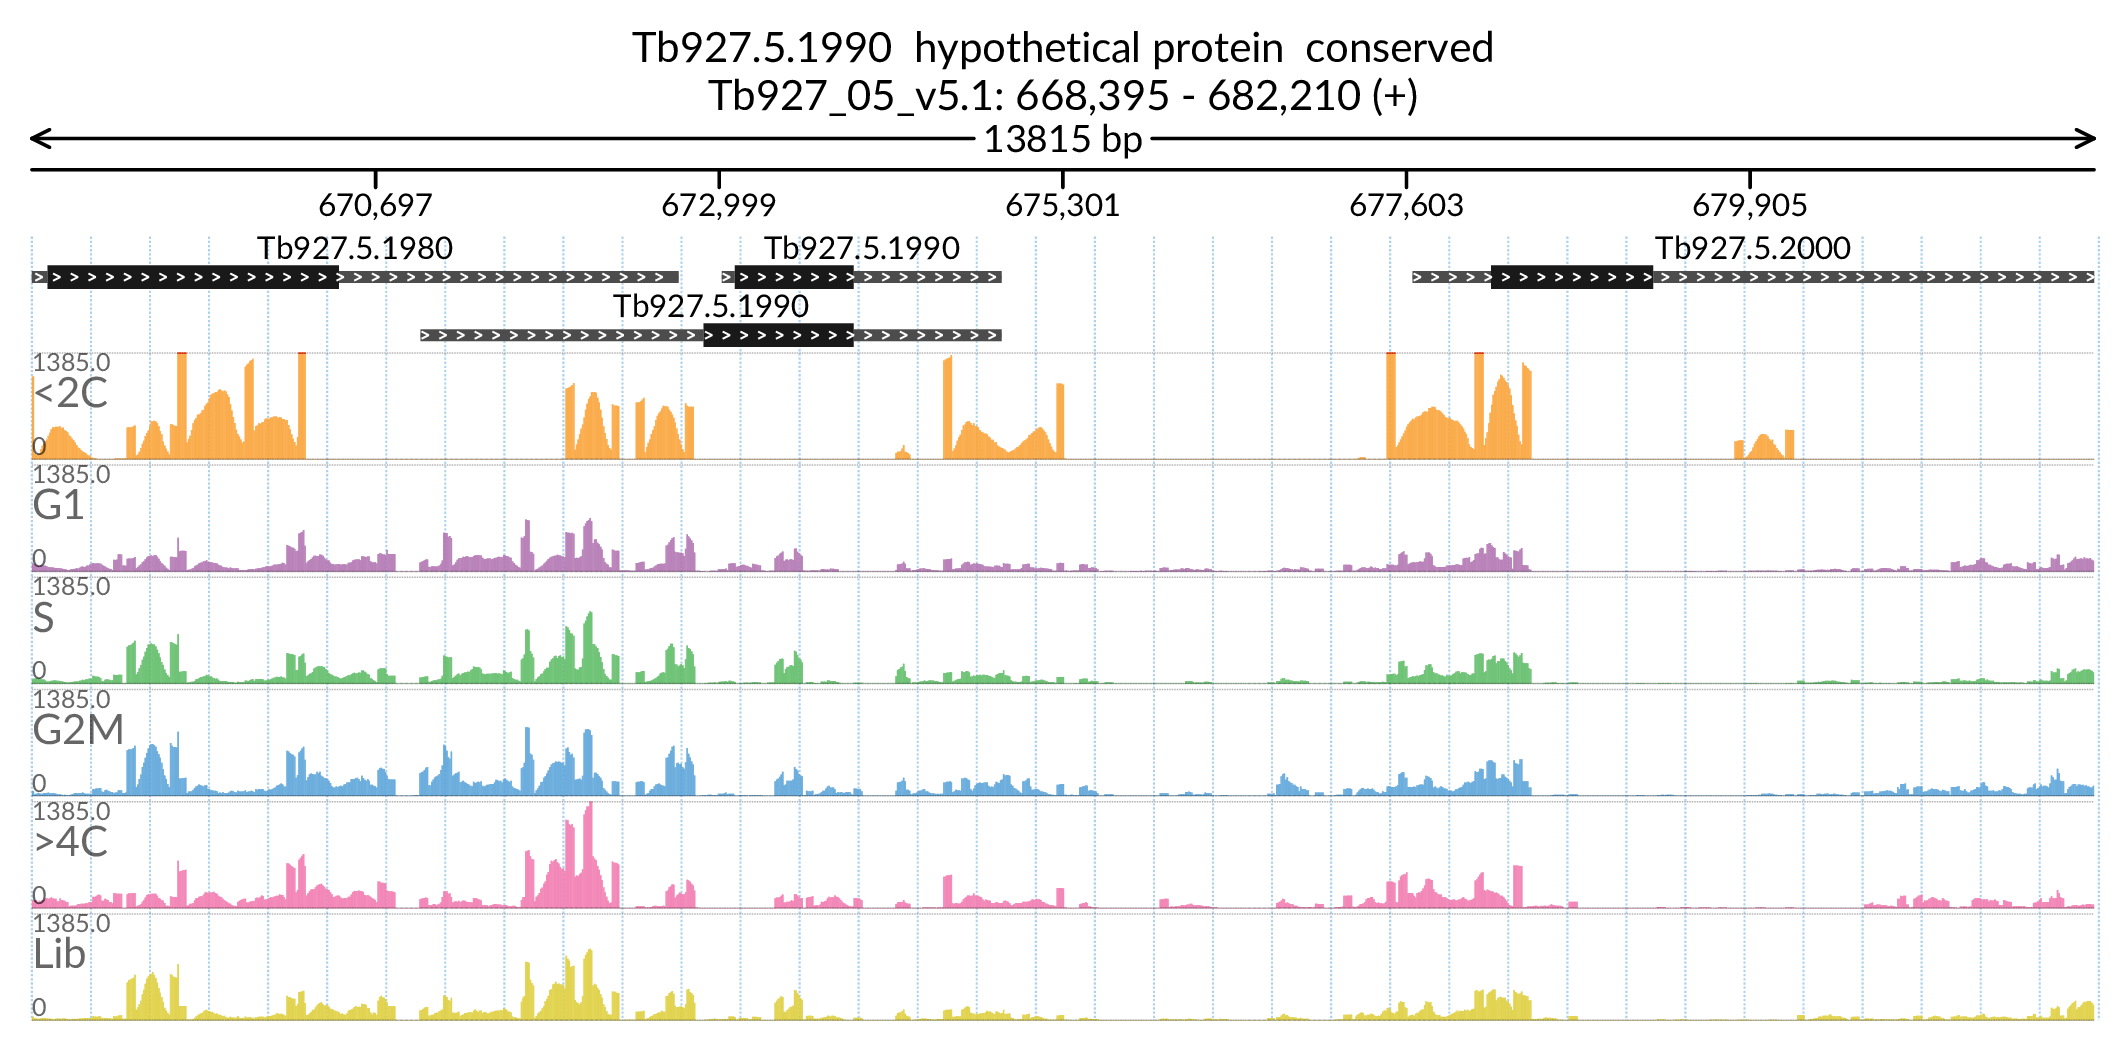 Tb927.5.1990  hypothetical protein  conserved
Tb927_05_v5.1: 668,395 - 682,210 (+)
13815 bp
670,697 672,999 675,301 677,603 679,905
Tb927.5.1980 Tb927.5.1990 Tb927.5.2000
Tb927.5.1990
1385.0
<2C
0
1385.0
G1
0
1385.0
S
0
1385.0
G2M
0
1385.0
>4C
0
1385.0
Lib
0